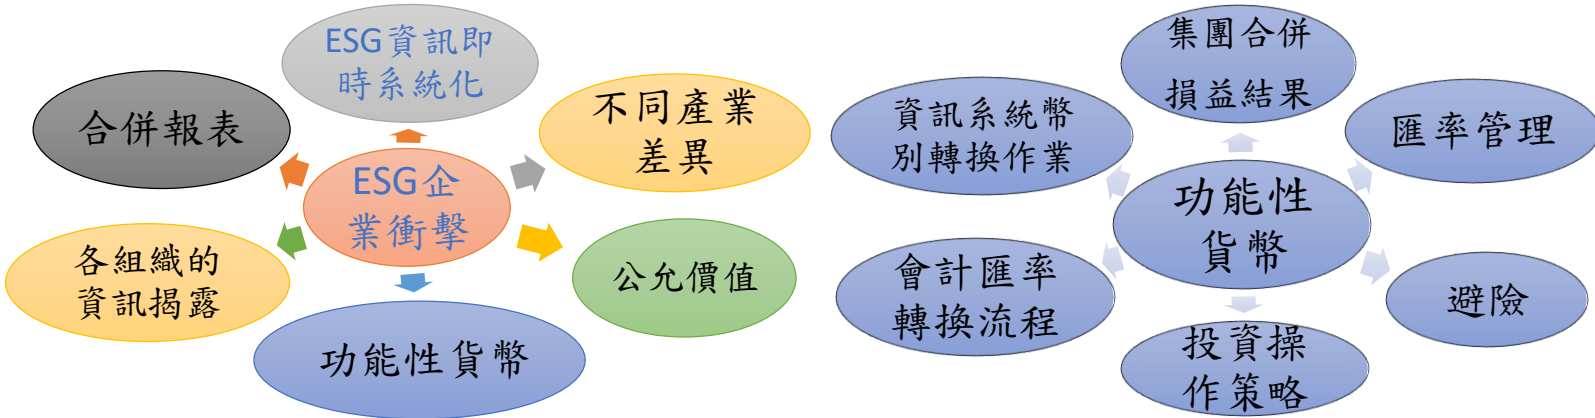 ESG資訊即
時系統化
合併報表
不同產業
差異
ESG企
業衝擊
各組織的
資訊揭露
公允價值
功能性貨幣
集團合併
損益結果
資訊系統幣
別轉換作業
匯率管理
功能性
貨幣
會計匯率
轉換流程
避險
投資操
作策略